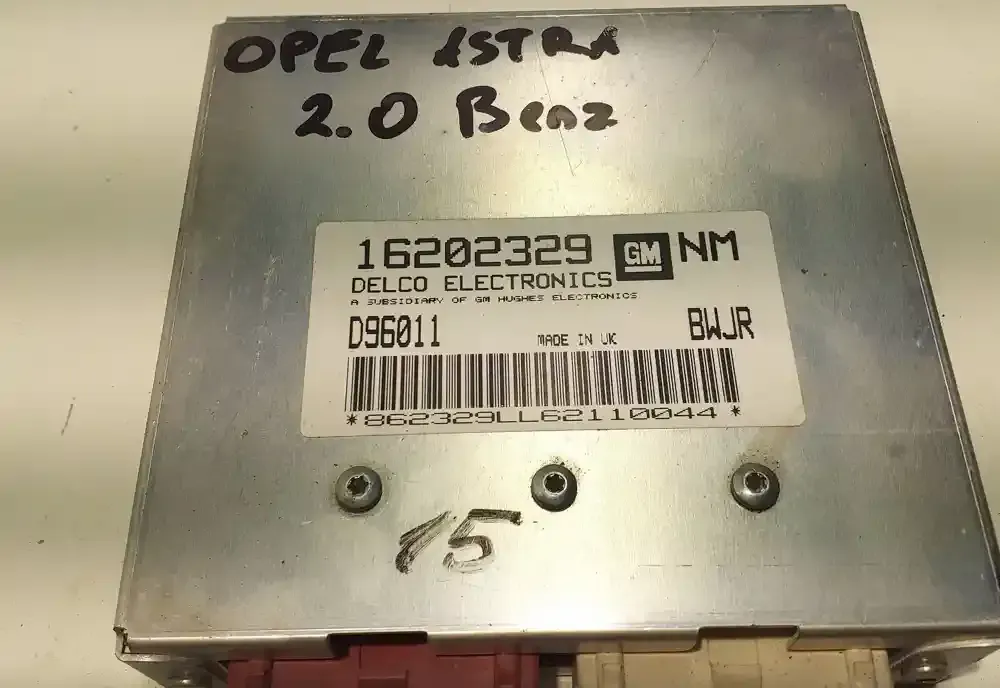 OPEL ASTRA
2.0 Benz
16202329 GM NM
DELCO ELECTRONICS
A SUBSIDIARY OF GM HUGHES ELECTRONICS
D96011 MADE IN UK BWJR
*862329LL62110044*
15